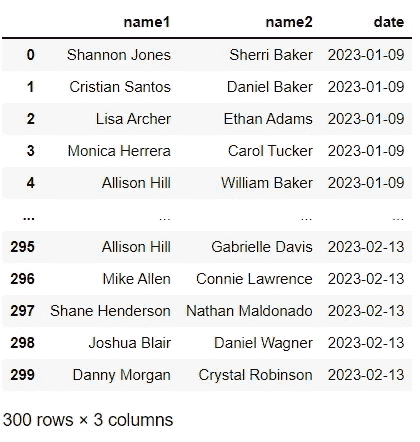 name1 name2 date
0 Shannon Jones Sherri Baker 2023-01-09
1 Cristian Santos Daniel Baker 2023-01-09
2 Lisa Archer Ethan Adams 2023-01-09
3 Monica Herrera Carol Tucker 2023-01-09
4 Allison Hill William Baker 2023-01-09
... ... ... ...
295 Allison Hill Gabrielle Davis 2023-02-13
296 Mike Allen Connie Lawrence 2023-02-13
297 Shane Henderson Nathan Maldonado 2023-02-13
298 Joshua Blair Daniel Wagner 2023-02-13
299 Danny Morgan Crystal Robinson 2023-02-13
300 rows × 3 columns